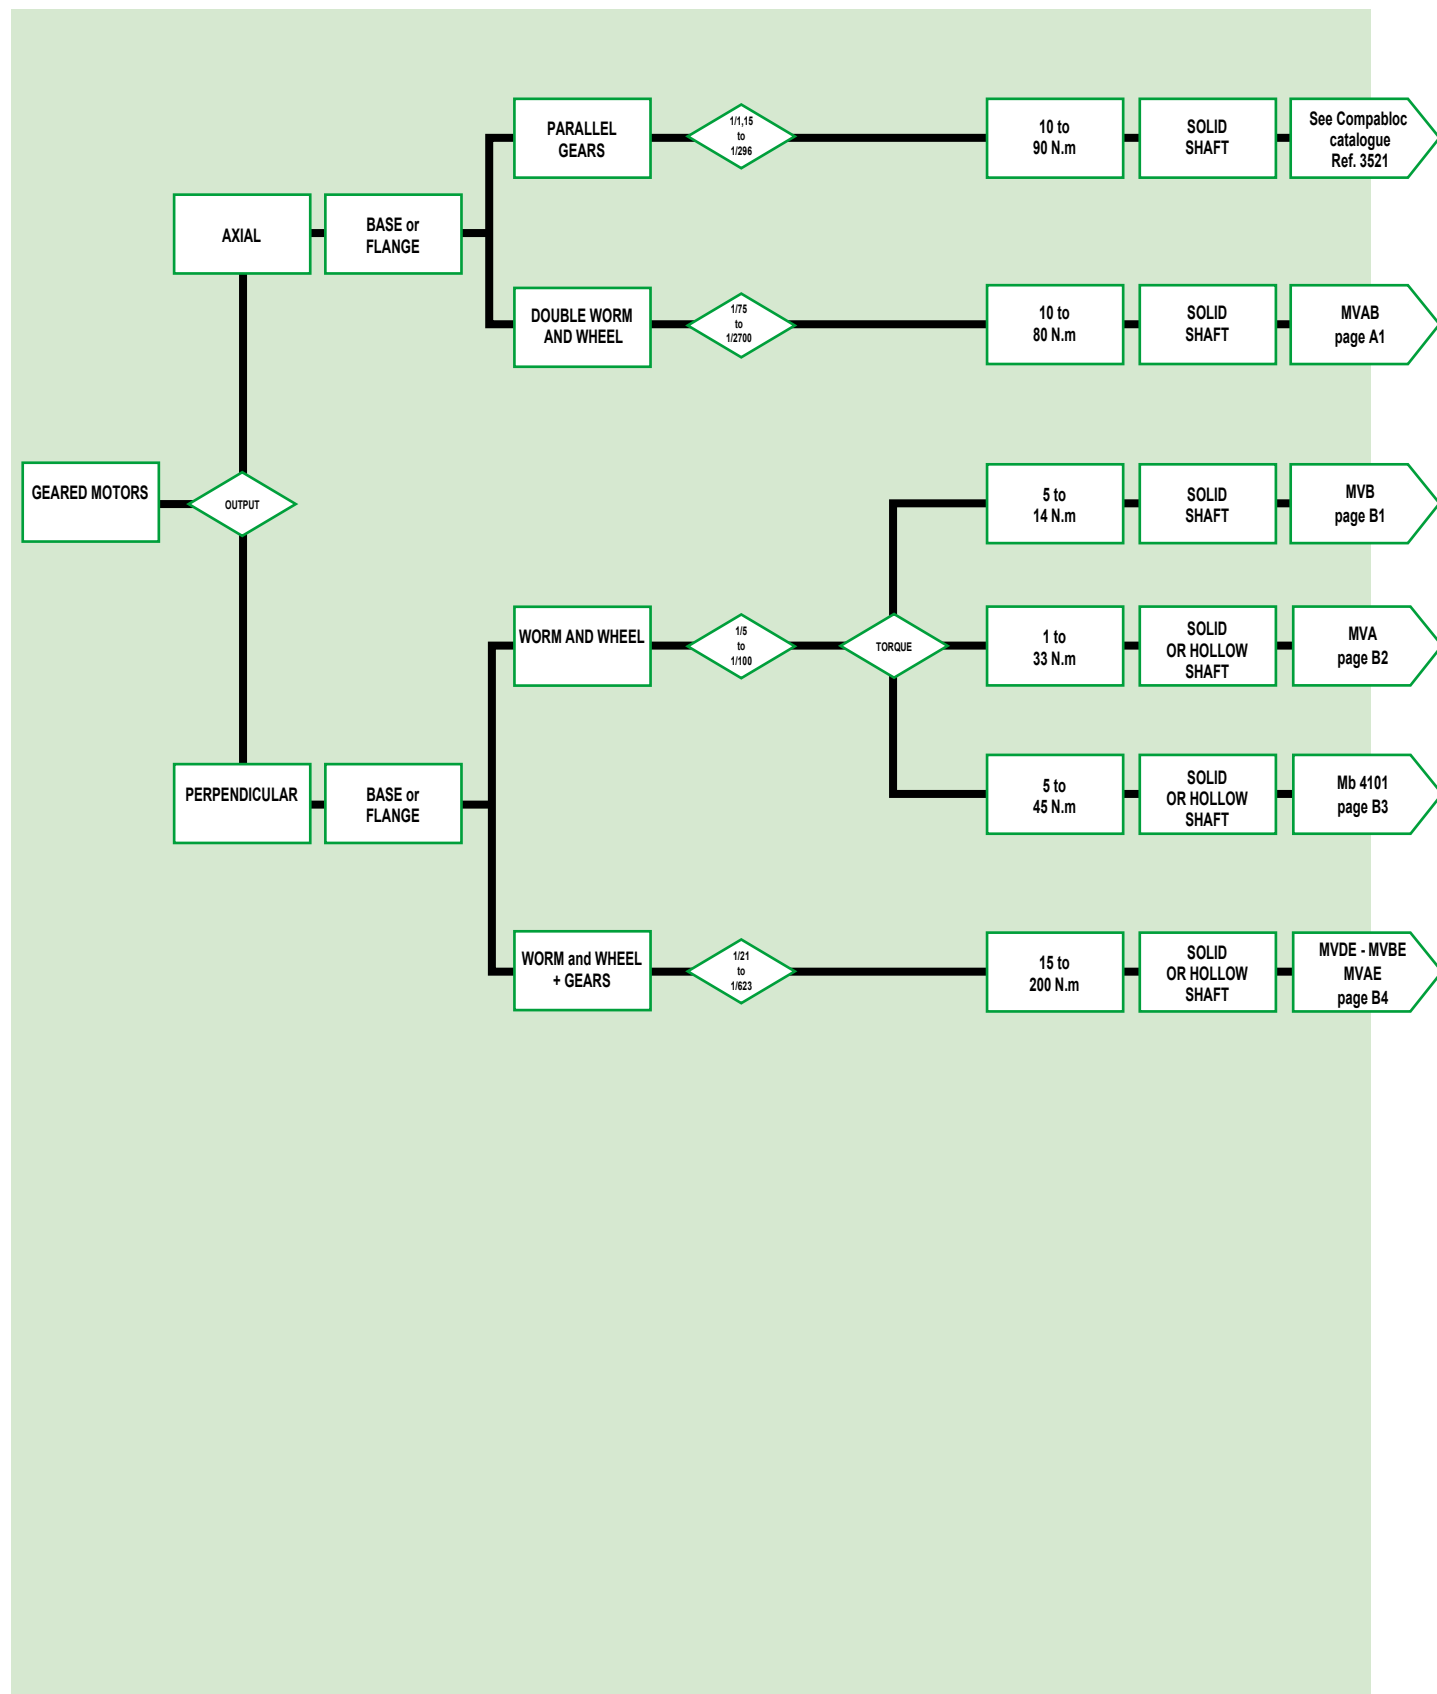 PARALLEL
GEARS
1/1,15
to
1/296
10 to
90 N.m
SOLID
SHAFT
See Compabloc
catalogue
Ref. 3521
AXIAL
BASE or
FLANGE
DOUBLE WORM
AND WHEEL
1/75
to
1/2700
10 to
80 N.m
SOLID
SHAFT
MVAB
page A1
GEARED MOTORS
OUTPUT
5 to
14 N.m
SOLID
SHAFT
MVB
page B1
WORM AND WHEEL
1/5
to
1/100
TORQUE
1 to
33 N.m
SOLID
OR HOLLOW
SHAFT
MVA
page B2
PERPENDICULAR
BASE or
FLANGE
5 to
45 N.m
SOLID
OR HOLLOW
SHAFT
Mb 4101
page B3
WORM and WHEEL
+ GEARS
1/21
to
1/623
15 to
200 N.m
SOLID
OR HOLLOW
SHAFT
MVDE - MVBE
MVAE
page B4